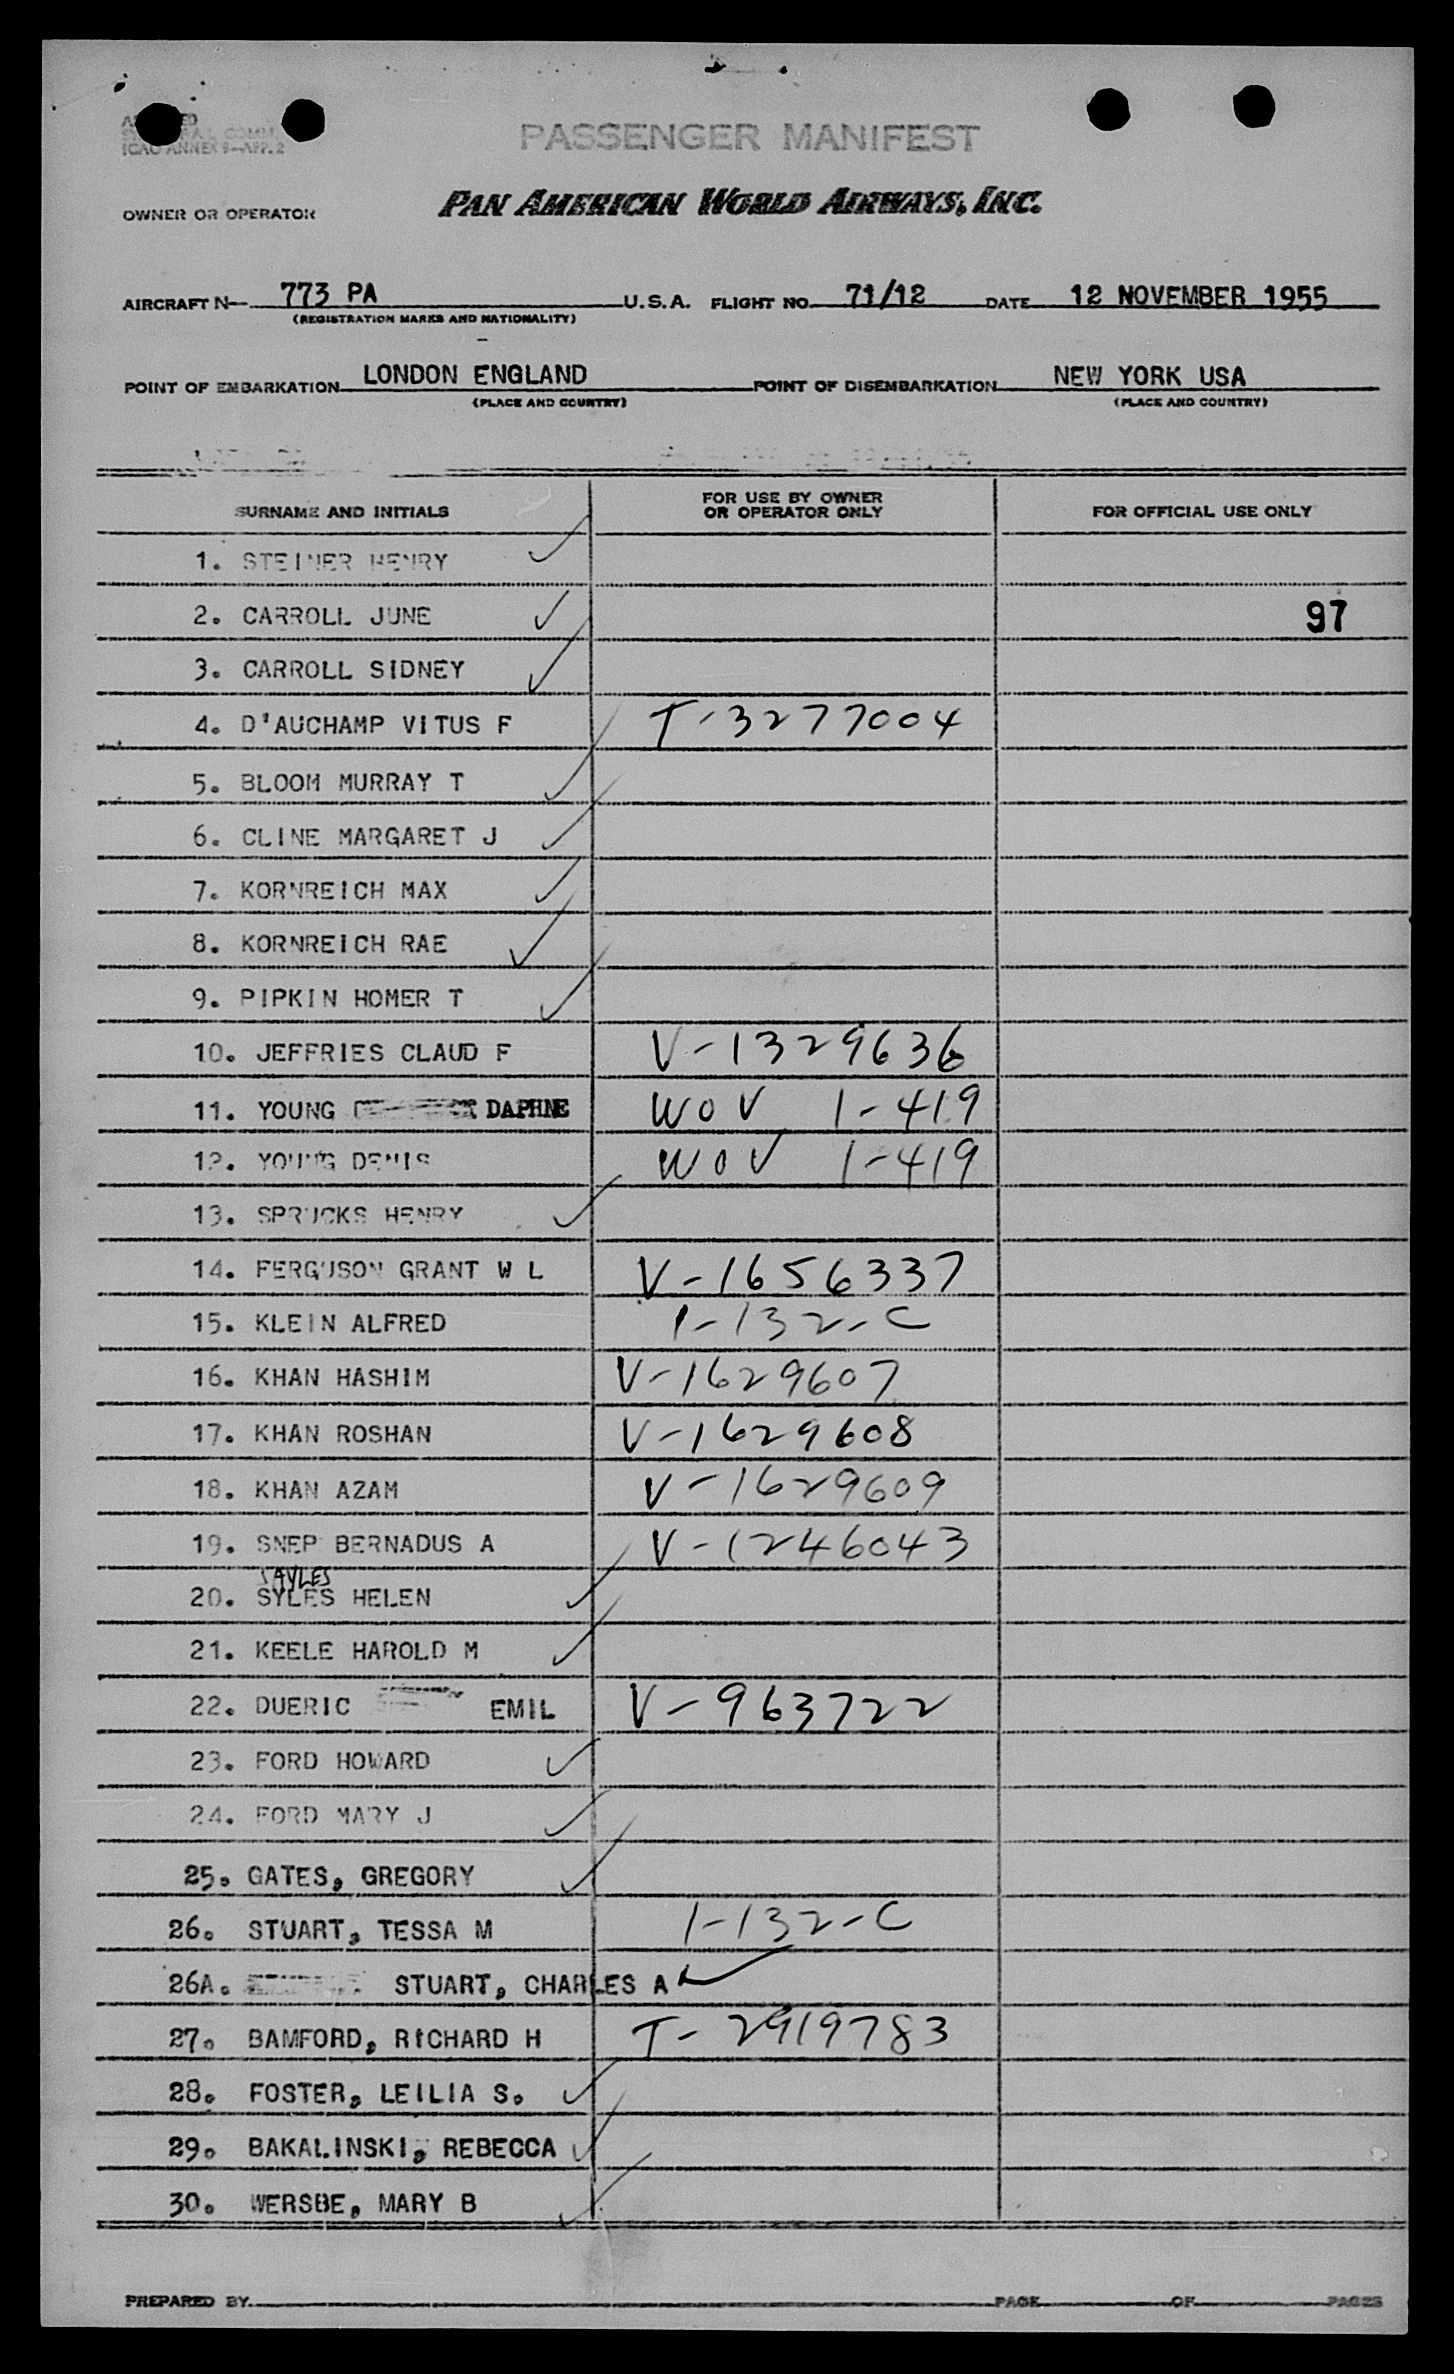 PASSENGER MANIFEST
ICAO ANNEX 9-APP.2
OWNER OR OPERATOR PAN AMERICAN WORLD AIRWAYS, INC.
AIRCRAFT N- 773 PA U.S.A. FLIGHT NO. 71/12 DATE 12 NOVEMBER 1955
(REGISTRATION MARKS AND NATIONALITY)
POINT OF EMBARKATION LONDON ENGLAND POINT OF DISEMBARKATION NEW YORK USA
(PLACE AND COUNTRY) (PLACE AND COUNTRY)
SURNAME AND INITIALS FOR USE BY OWNER OR OPERATOR ONLY FOR OFFICIAL USE ONLY
1. STEINER HENRY
2. CARROLL JUNE 97
3. CARROLL SIDNEY
4. D'AUCHAMP VITUS F T-3277004
5. BLOOM MURRAY T
6. CLINE MARGARET J
7. KORNREICH MAX
8. KORNREICH RAE
9. PIPKIN HOMER T
10. JEFFRIES CLAUD F V-1329636
11. YOUNG DAPHNE WOV 1-419
12. YOUNG DENIS WOV 1-419
13. SPRUCKS HENRY
14. FERGUSON GRANT W L V-1656337
15. KLEIN ALFRED 1-132-C
16. KHAN HASHIM V-1629607
17. KHAN ROSHAN V-1629608
18. KHAN AZAM V-1629609
19. SNEP BERNADUS A V-1246043
SAYLES
20. SYLES HELEN
21. KEELE HAROLD M
22. DUERIC EMIL V-963722
23. FORD HOWARD
24. FORD MARY J
25. GATES, GREGORY
26. STUART, TESSA M 1-132-C
26A. STUART, CHARLES A
27. BAMFORD, RICHARD H T-2919783
28. FOSTER, LEILIA S.
29. BAKALINSKI, REBECCA
30. WERSBE, MARY B
PREPARED BY PAGE OF PAGES